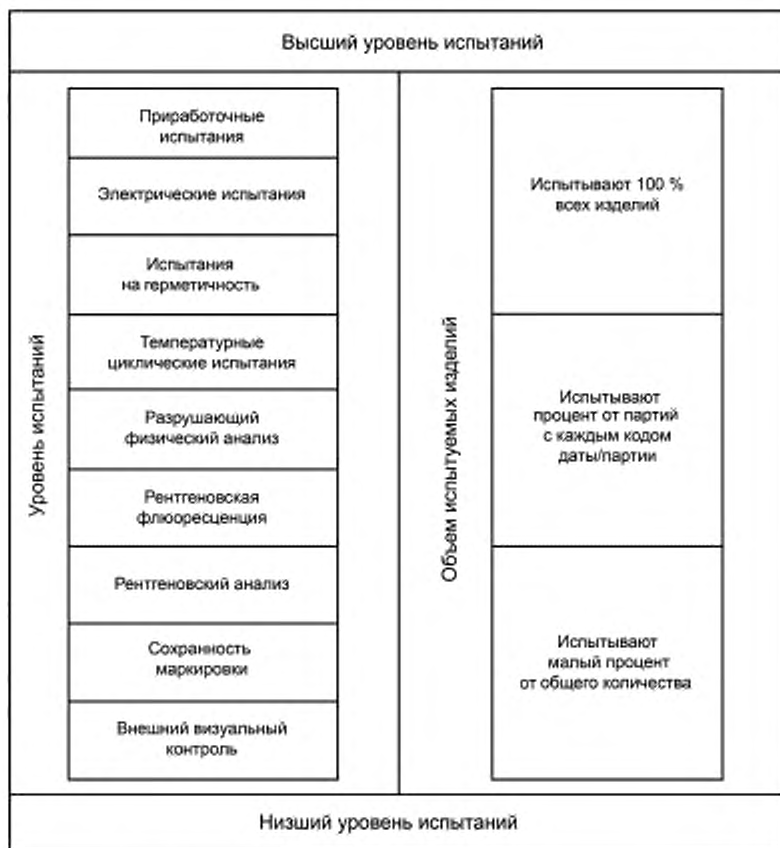 Высший уровень испытаний
Уровень испытаний
Приработочные
испытания
Электрические испытания
Испытания
на герметичность
Температурные
циклические испытания
Разрушающий
физический анализ
Рентгеновская
флюоресценция
Рентгеновский анализ
Сохранность
маркировки
Внешний визуальный
контроль
Объем испытуемых изделий
Испытывают 100 %
всех изделий
Испытывают
процент от партий
с каждым кодом
даты/партии
Испытывают
малый процент
от общего количества
Низший уровень испытаний